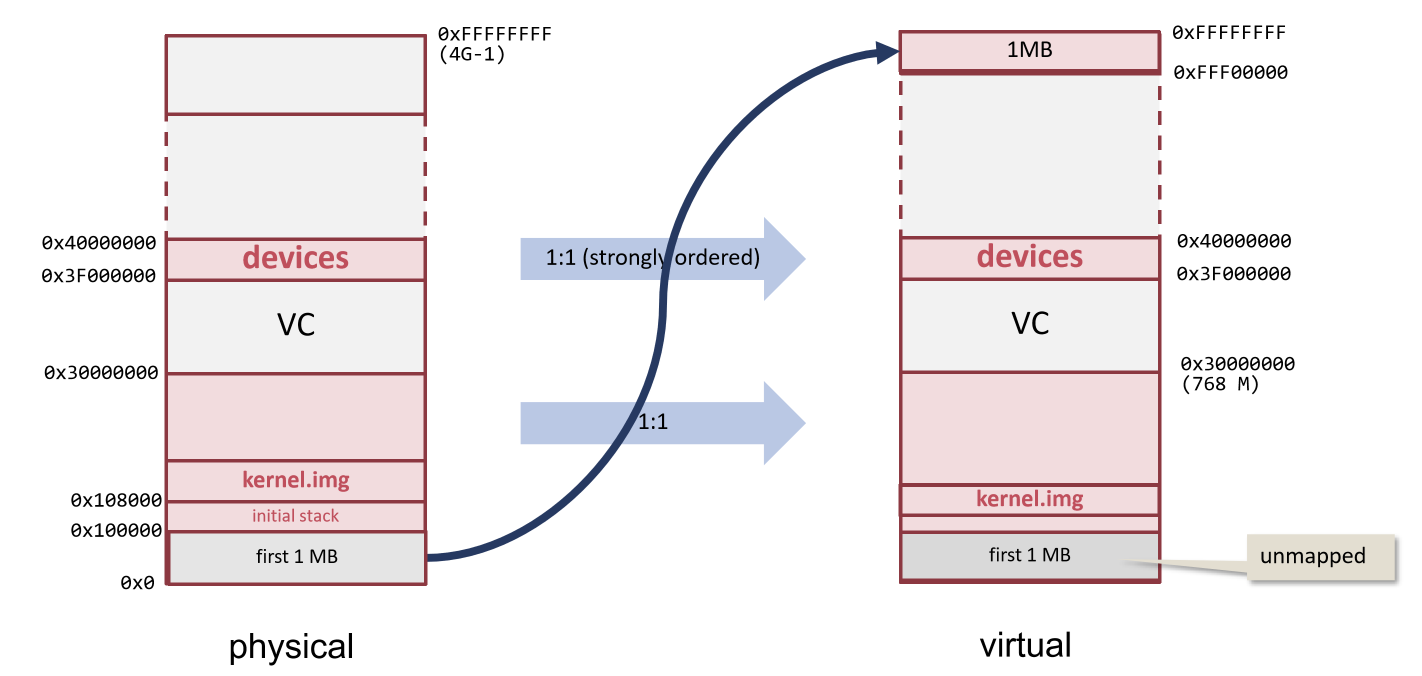 0xFFFFFFFF
(4G-1)
0x40000000
devices
0x3F000000
VC
0x30000000
kernel.img
0x108000
initial stack
0x100000
first 1 MB
0x0
physical
1:1 (strongly ordered)
1:1
0xFFFFFFFF
1MB
0xFFF00000
0x40000000
devices
0x3F000000
VC
0x30000000
(768 M)
kernel.img
first 1 MB
unmapped
virtual